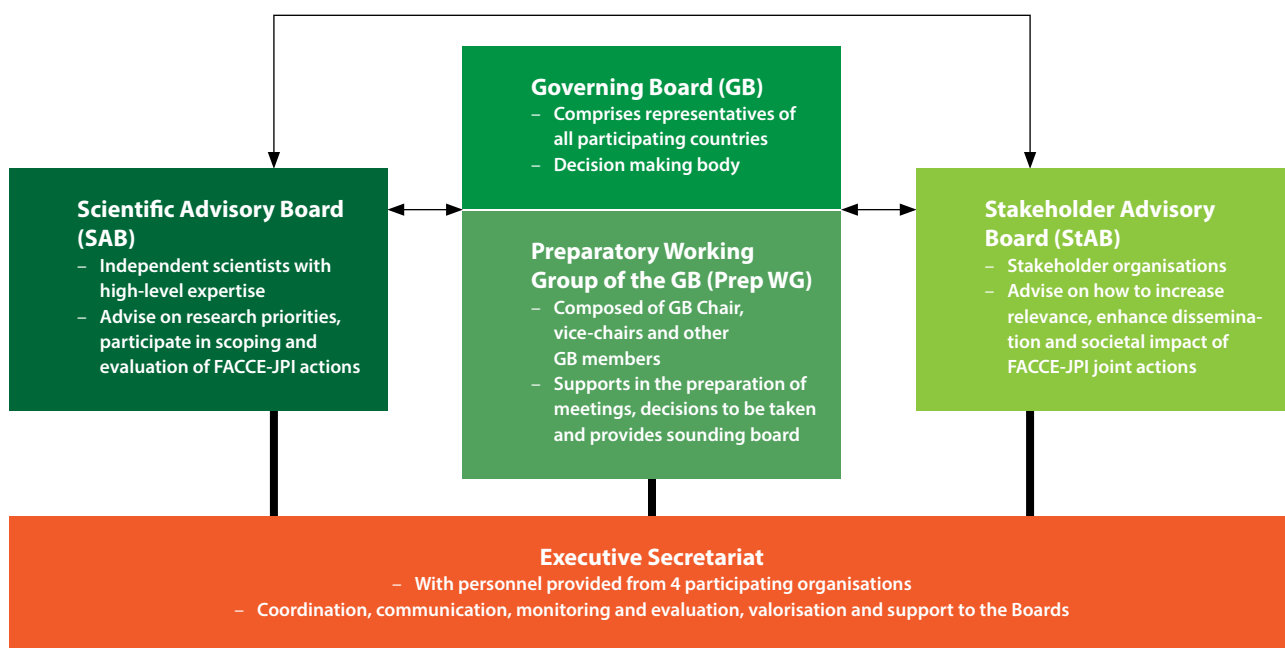 Governing Board (GB)
– Comprises representatives of
all participating countries
– Decision making body
Scientific Advisory Board
(SAB)
– Independent scientists with
high-level expertise
– Advise on research priorities,
participate in scoping and
evaluation of FACCE-JPI actions
Preparatory Working
Group of the GB (Prep WG)
– Composed of GB Chair,
vice-chairs and other
GB members
– Supports in the preparation of
meetings, decisions to be taken
and provides sounding board
Stakeholder Advisory
Board (StAB)
– Stakeholder organisations
– Advise on how to increase
relevance, enhance dissemina-
tion and societal impact of
FACCE-JPI joint actions
Executive Secretariat
– With personnel provided from 4 participating organisations
– Coordination, communication, monitoring and evaluation, valorisation and support to the Boards